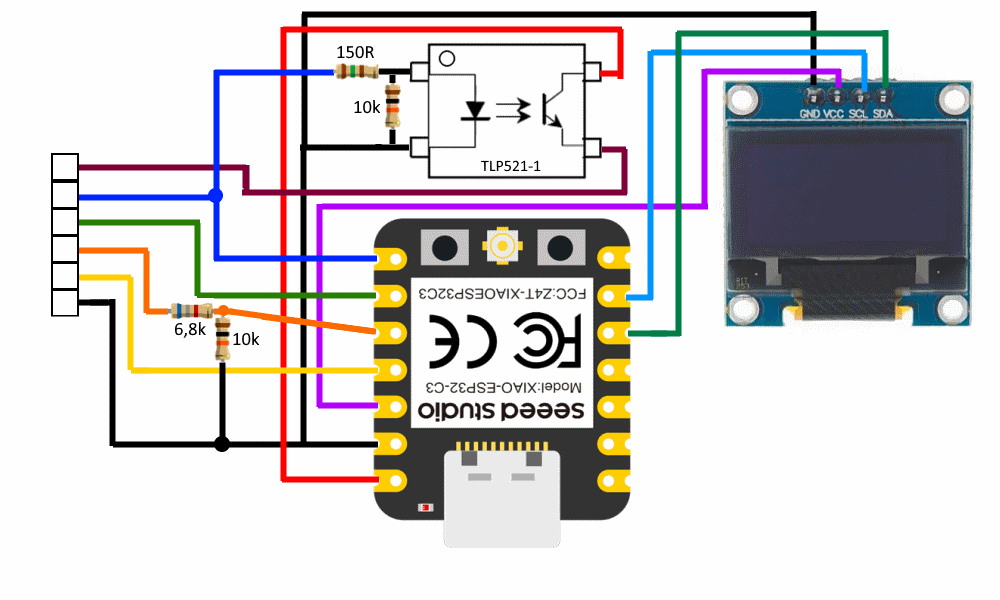 150R
10k
TLP521-1
GND VCC SCL SDA
6,8k
10k
FCC:Z4T-XIAOESP32C3
FC CE
Model:XIAO-ESP32-C3
seeed studio